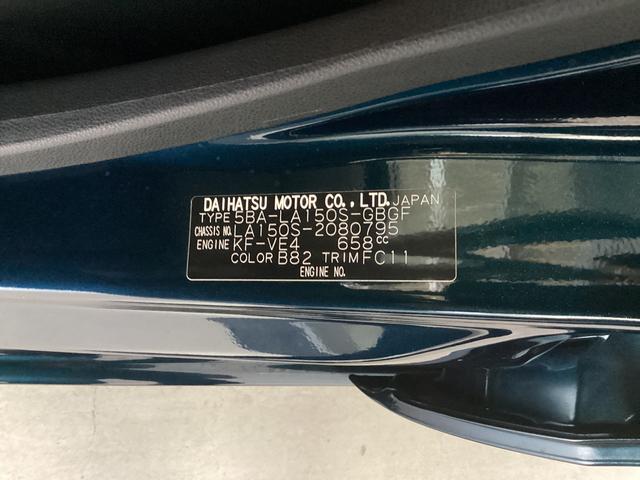 DAIHATSU MOTOR CO., LTD. JAPAN
TYPE 5BA-LA150S-GBGF
CHASSIS NO. LA150S-2080795
ENGINE KF-VE4 658cc
COLOR B82 TRIM FC11
ENGINE NO.